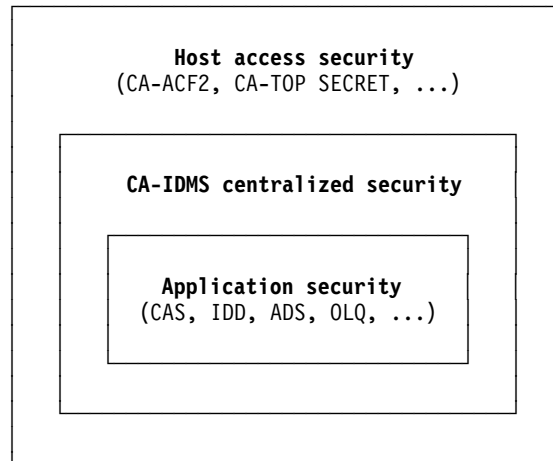 Host access security
(CA-ACF2, CA-TOP SECRET, ...)
CA-IDMS centralized security
Application security
(CAS, IDD, ADS, OLQ, ...)